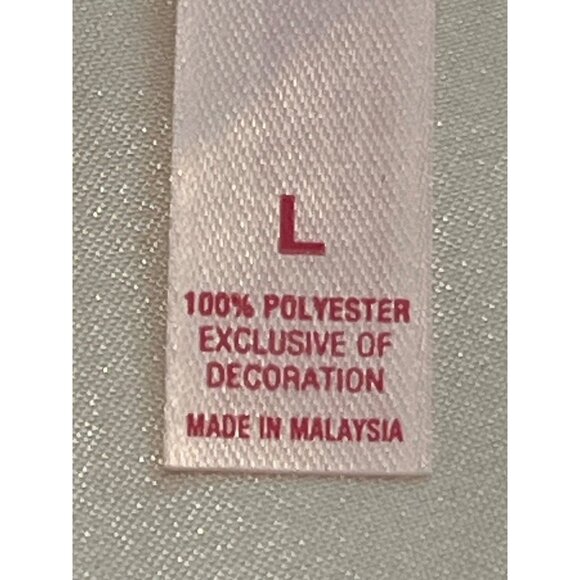 L
100% POLYESTER
EXCLUSIVE OF
DECORATION
MADE IN MALAYSIA